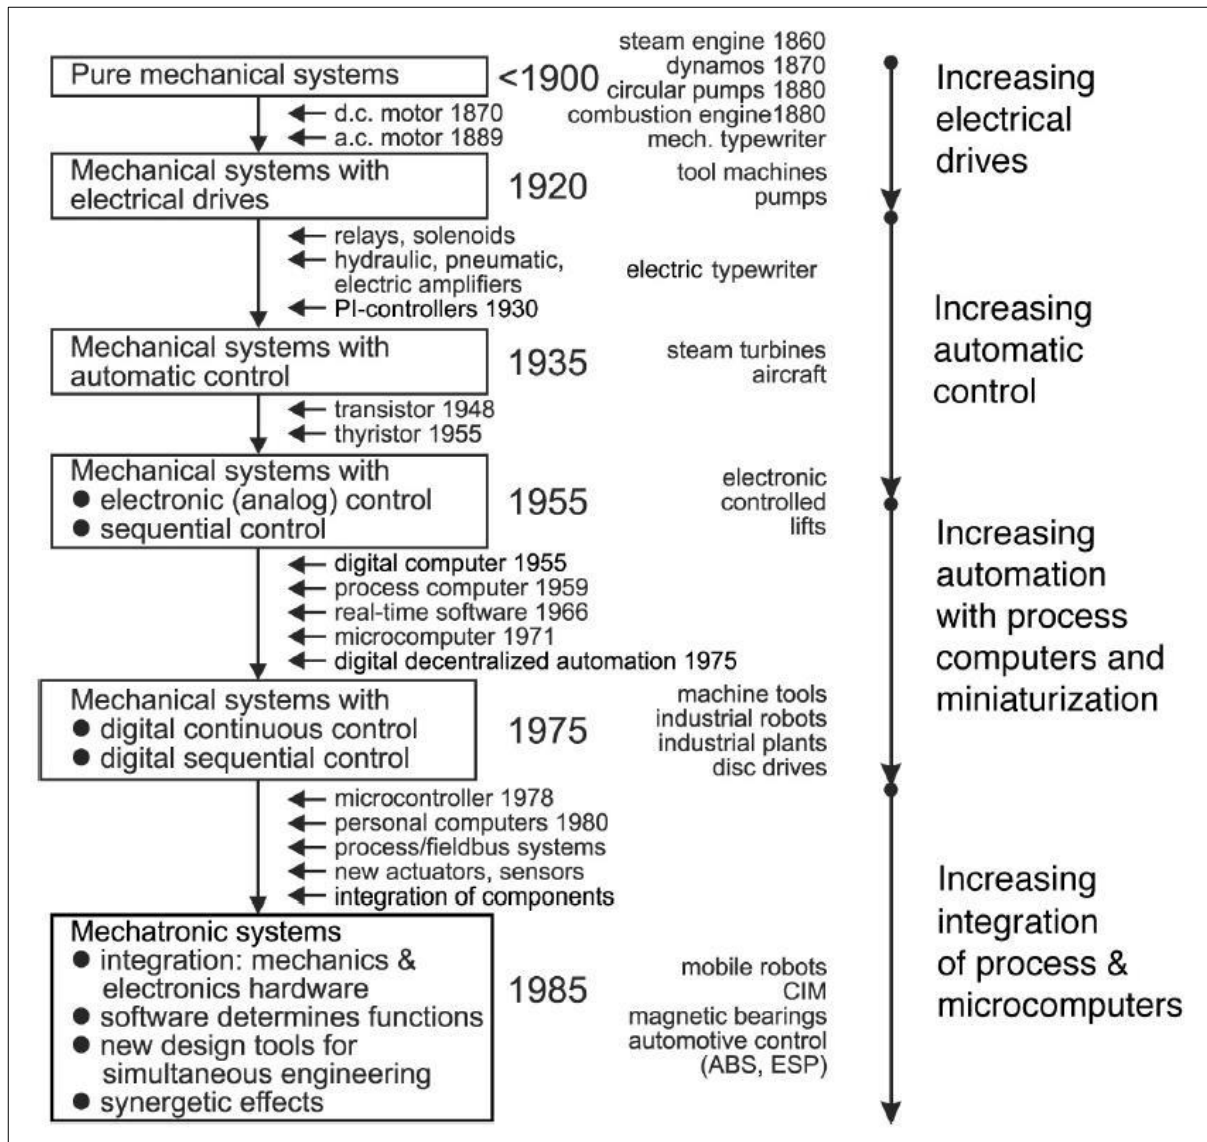 Pure mechanical systems
<1900
steam engine 1860
dynamos 1870
circular pumps 1880
combustion engine1880
mech. typewriter
Increasing
electrical
drives
d.c. motor 1870
a.c. motor 1889
Mechanical systems with
electrical drives
1920
tool machines
pumps
relays, solenoids
hydraulic, pneumatic,
electric amplifiers
PI-controllers 1930
electric typewriter
Increasing
automatic
control
Mechanical systems with
automatic control
1935
steam turbines
aircraft
transistor 1948
thyristor 1955
Mechanical systems with
● electronic (analog) control
● sequential control
1955
electronic
controlled
lifts
Increasing
automation
with process
computers and
miniaturization
digital computer 1955
process computer 1959
real-time software 1966
microcomputer 1971
digital decentralized automation 1975
Mechanical systems with
● digital continuous control
● digital sequential control
1975
machine tools
industrial robots
industrial plants
disc drives
microcontroller 1978
personal computers 1980
process/fieldbus systems
new actuators, sensors
integration of components
Increasing
integration
of process &
microcomputers
Mechatronic systems
● integration: mechanics &
electronics hardware
● software determines functions
● new design tools for
simultaneous engineering
● synergetic effects
1985
mobile robots
CIM
magnetic bearings
automotive control
(ABS, ESP)